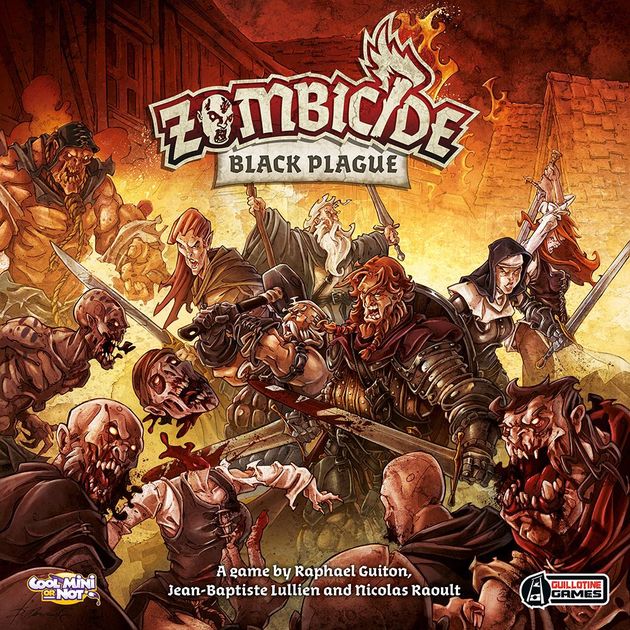 ZOMBICIDE
BLACK PLAGUE
A game by Raphael Guiton,
Jean-Baptiste Lullien and Nicolas Raoult
COOL MINI
OR NOT
GUILLOTINE
GAMES